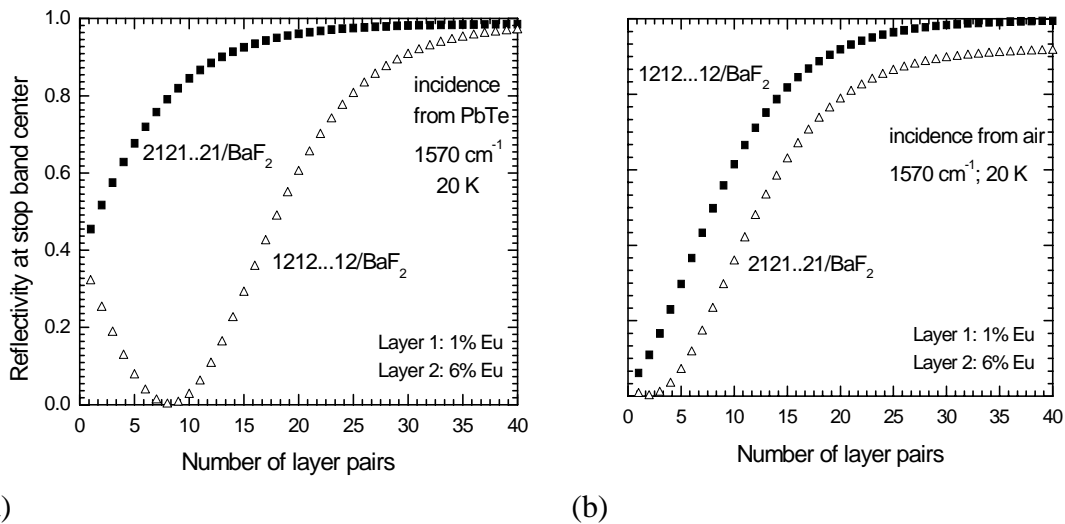 Reflectivity at stop band center
1.0
0.8
0.6
0.4
0.2
0.0
2121..21/BaF2
1212...12/BaF2
incidence
from PbTe
1570 cm-1
20 K
Layer 1: 1% Eu
Layer 2: 6% Eu
0 5 10 15 20 25 30 35 40
Number of layer pairs
)
1212...12/BaF2
incidence from air
1570 cm-1; 20 K
2121..21/BaF2
Layer 1: 1% Eu
Layer 2: 6% Eu
0 5 10 15 20 25 30 35 40
Number of layer pairs
(b)